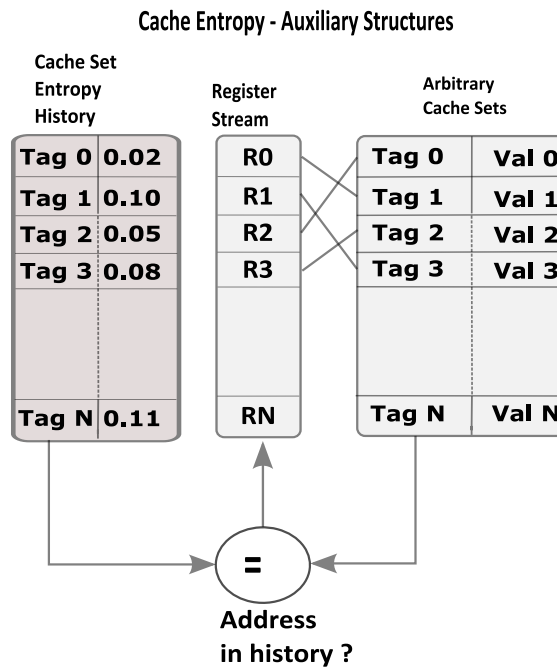 Cache Entropy - Auxiliary Structures
Cache Set
Entropy
History
Register
Stream
Arbitrary
Cache Sets
Tag 0 0.02
Tag 1 0.10
Tag 2 0.05
Tag 3 0.08
Tag N 0.11
R0
R1
R2
R3
RN
Tag 0 Val 0
Tag 1 Val 1
Tag 2 Val 2
Tag 3 Val 3
Tag N Val N
=
Address
in history ?